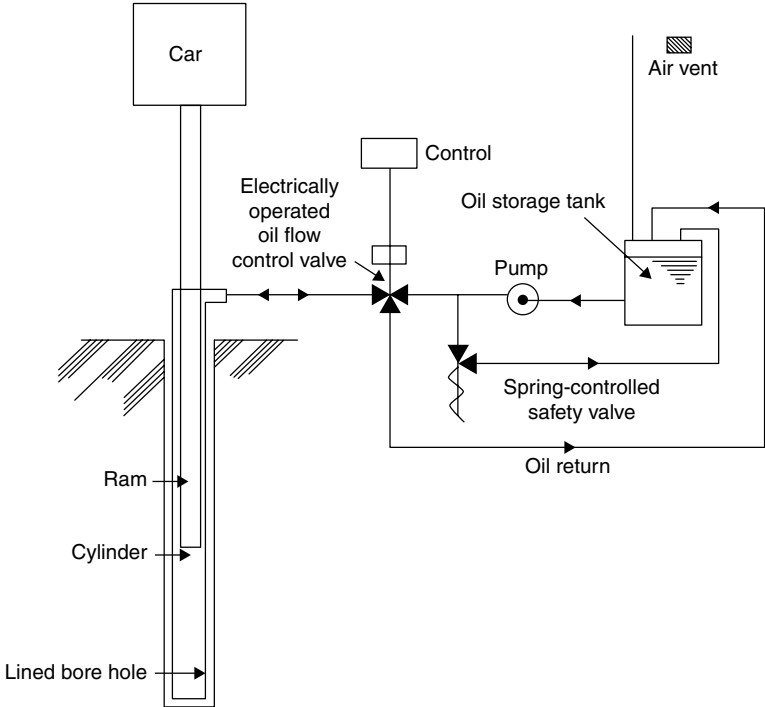 Car
Air vent
Control
Electrically
operated
oil flow
control valve
Oil storage tank
Pump
Spring-controlled
safety valve
Oil return
Ram
Cylinder
Lined bore hole